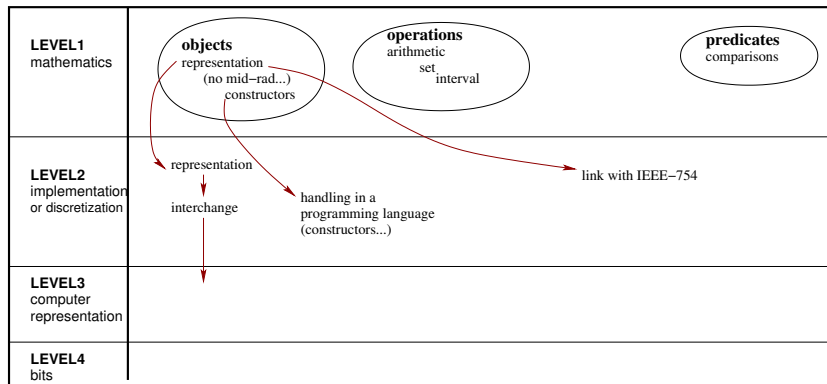 LEVEL1
mathematics
objects
representation
(no mid-rad...)
constructors
operations
arithmetic
set
interval
predicates
comparisons
LEVEL2
implementation
or discretization
representation
interchange
handling in a
programming language
(constructors...)
link with IEEE-754
LEVEL3
computer
representation
LEVEL4
bits